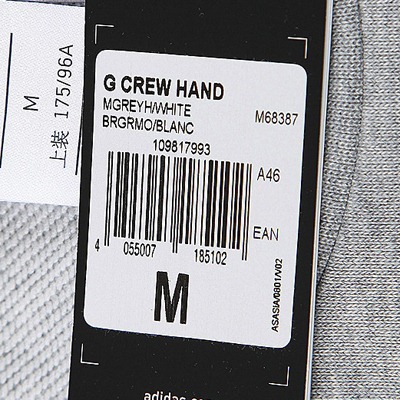 M
上装 175/96A
G CREW HAND
MGREYH/WHITE
M68387
BRGRMO/BLANC
109817993
A46
EAN
4 055007 185102
M
ASASIA/0801/V02